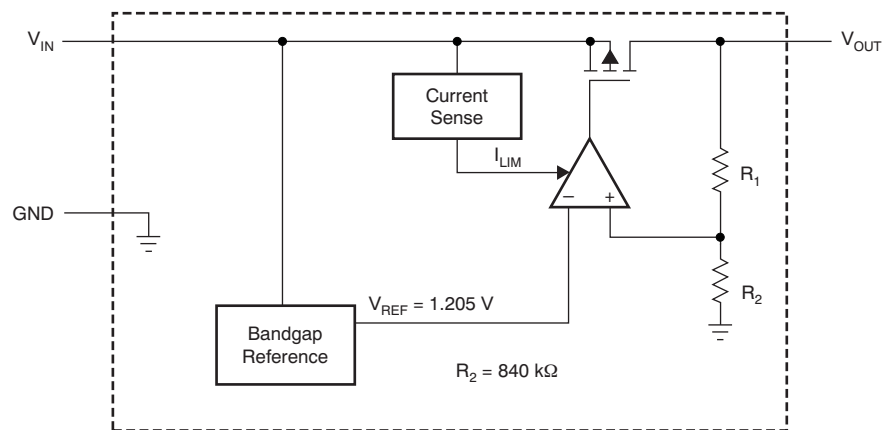 V_IN
V_OUT
Current
Sense
I_LIM
R_1
− +
GND
R_2
V_REF = 1.205 V
Bandgap
Reference
R_2 = 840 kΩ